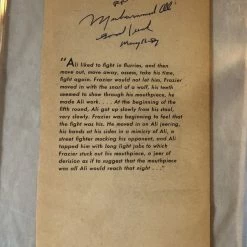 Muhammad Ali
Good Luck
"Ali liked to fight in flurries, and then
move out, move away, assess, take his time,
fight again. Frazier would not let him. Frazier
moved in with the snarl of a wolf, his teeth
seemed to show through his mouthpiece, he
made Ali work. . . . At the beginning of the
fifth round, Ali got up slowly from his stool,
very slowly. Frazier was beginning to feel that
the fight was his. He moved in on Ali jeering,
his hands at his sides in a mimicry of Ali, a
street fighter mocking his opponent, and Ali
tapped him with long light jabs to which
Frazier stuck out his mouthpiece, a jeer of
derision as if to suggest that the mouthpiece
was all Ali would reach that night . . ."